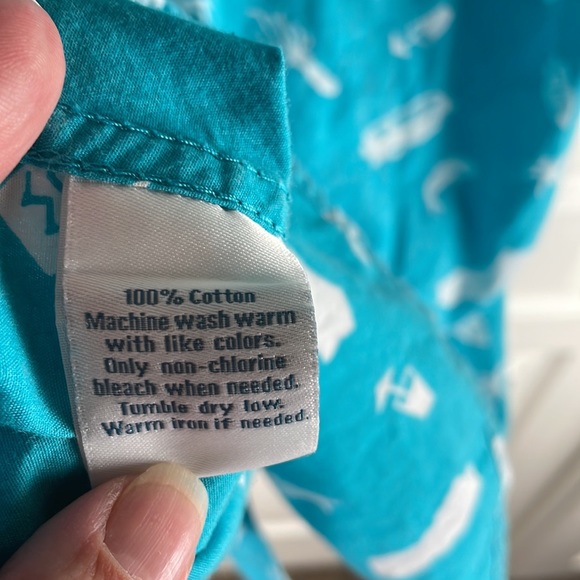 100% Cotton
Machine wash warm
with like colors.
Only non-chlorine
bleach when needed.
Tumble dry low.
Warm iron if needed.